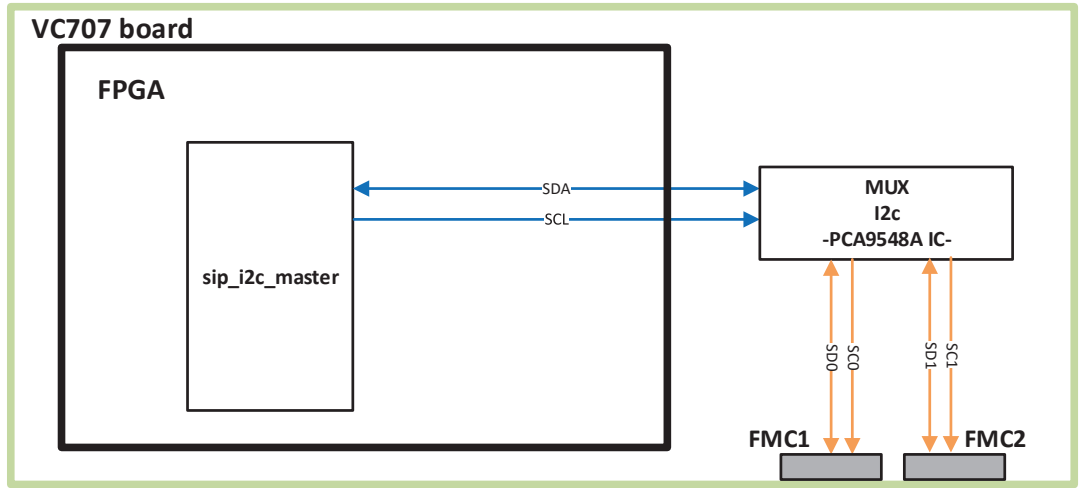 VC707 board
FPGA
SDA
SCL
sip_i2c_master
MUX
I2c
-PCA9548A IC-
SD0
SC0
SD1
SC1
FMC1
FMC2